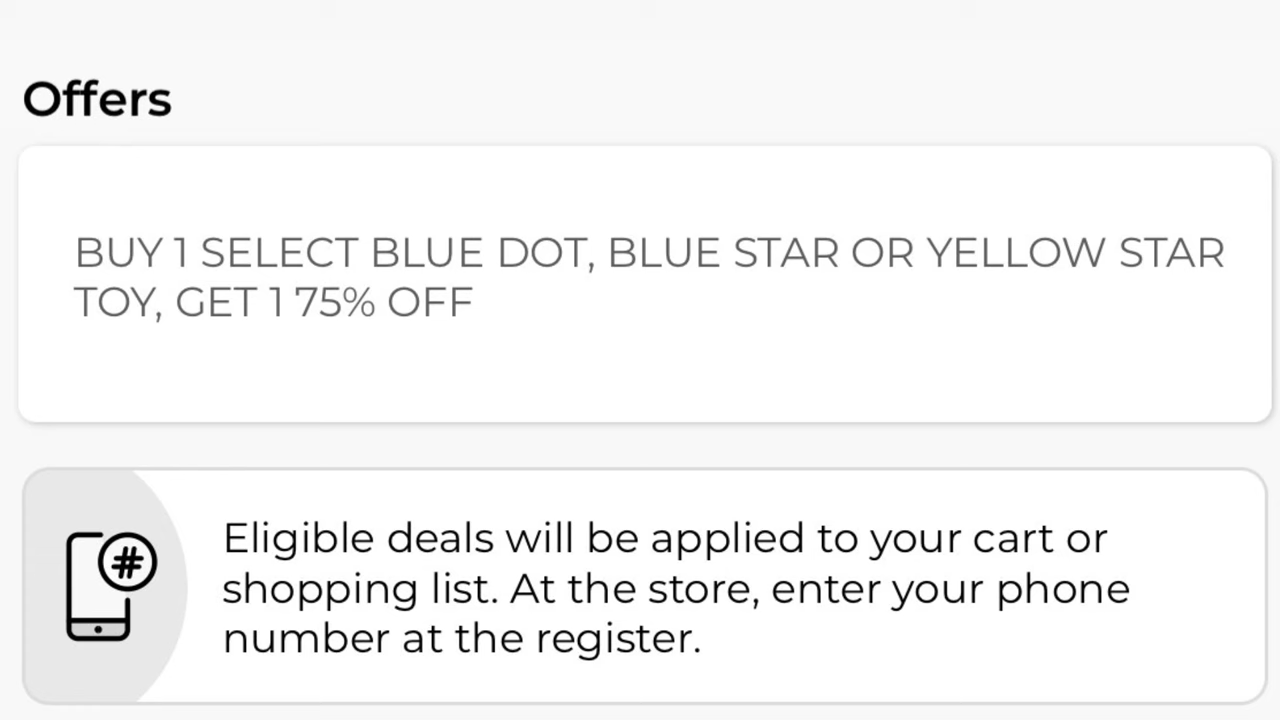 Offers
BUY 1 SELECT BLUE DOT, BLUE STAR OR YELLOW STAR
TOY, GET 1 75% OFF
#
Eligible deals will be applied to your cart or
shopping list. At the store, enter your phone
number at the register.